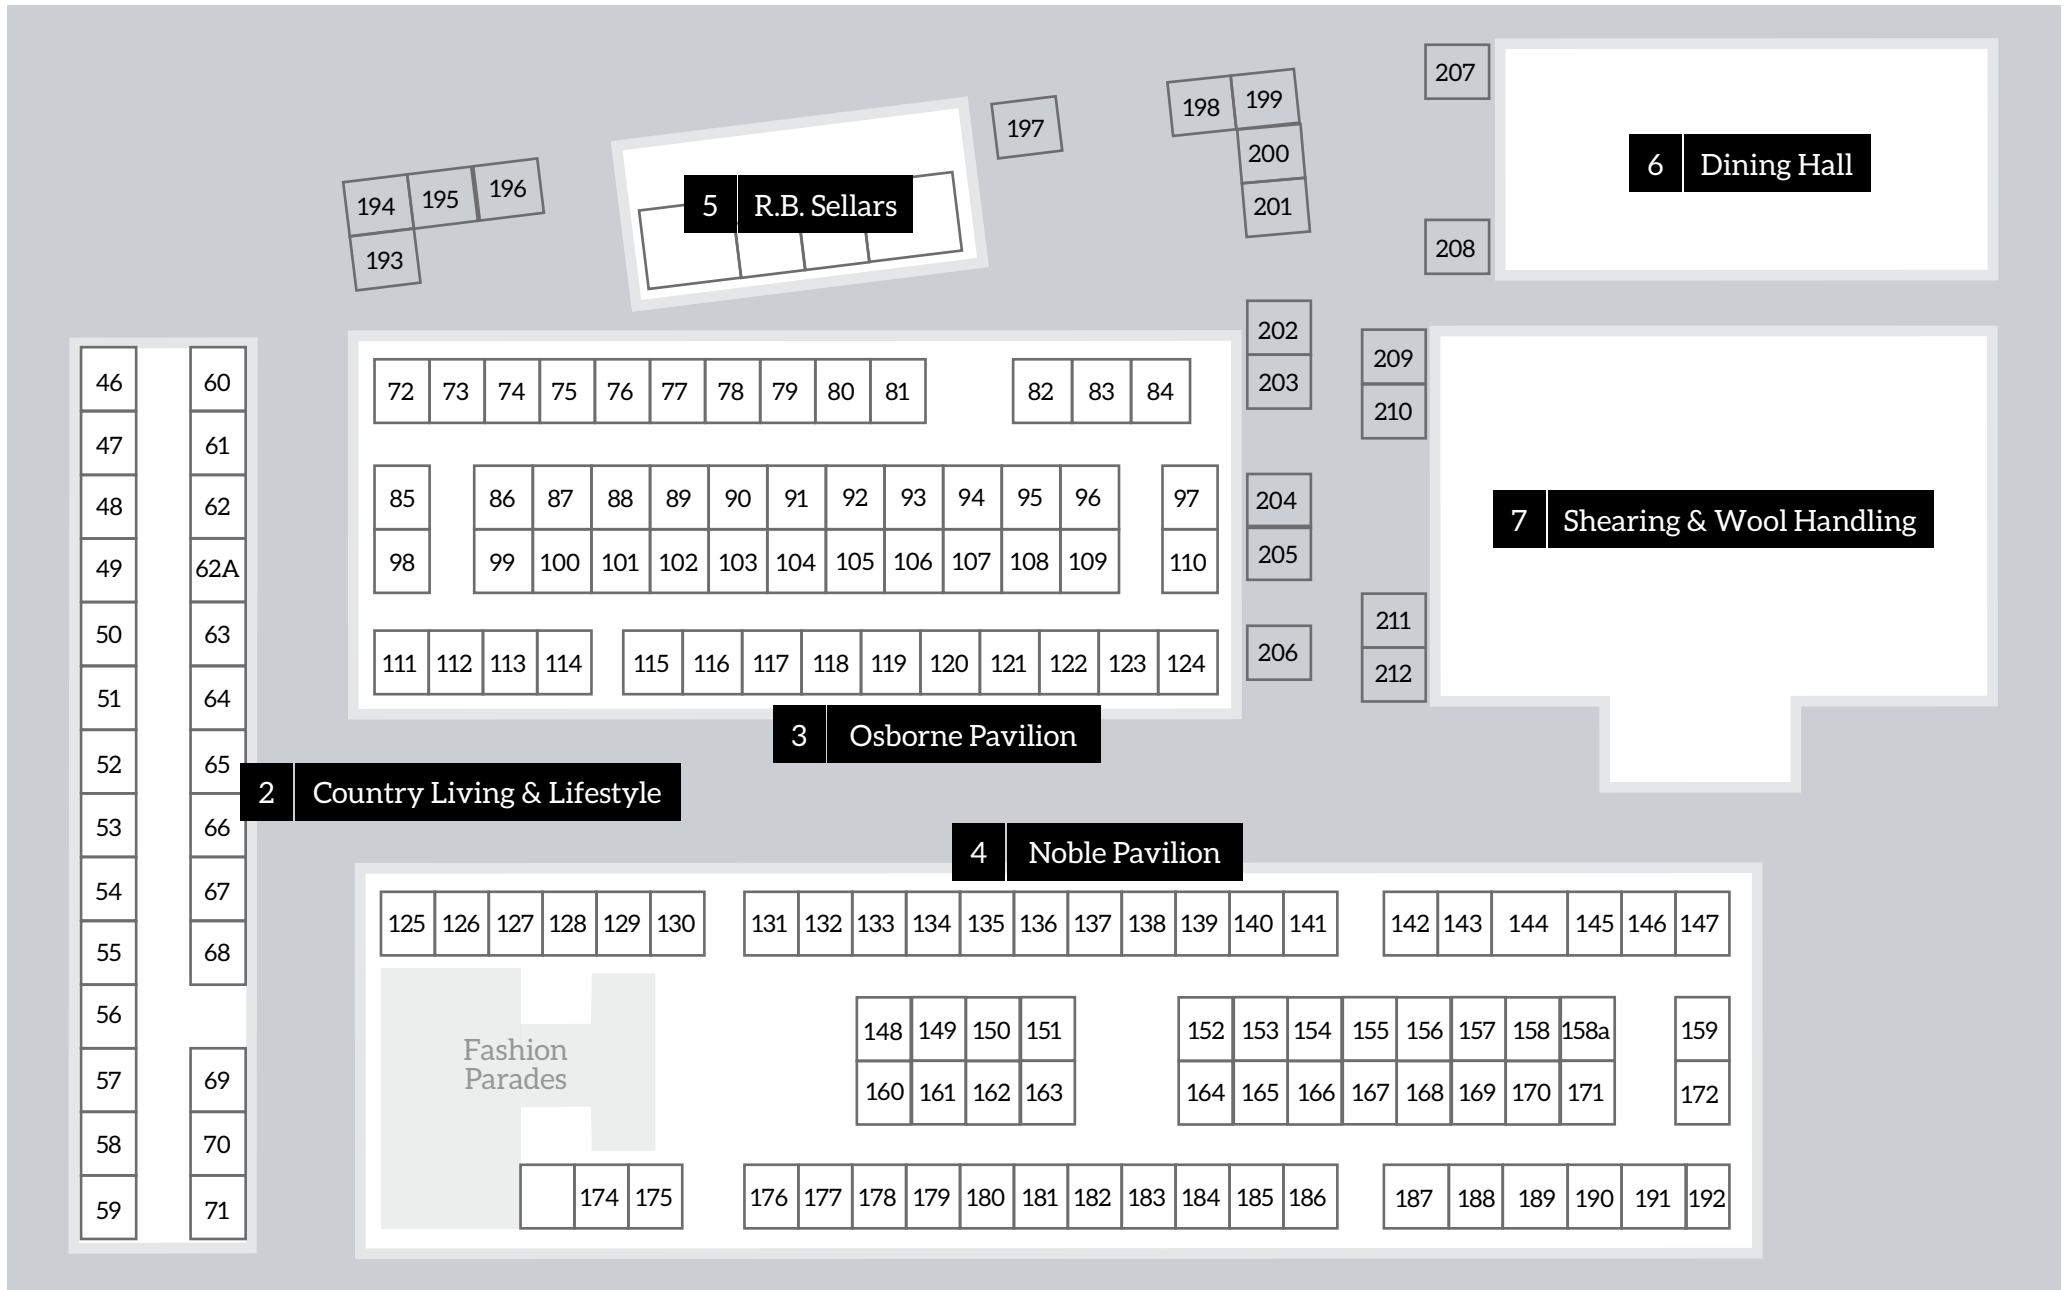 207
198 199
197
200
6 Dining Hall
194 195 196
5 R.B. Sellars
201
193
208
202
209
203
210
46 60
47 61
48 62
49 62A
50 63
51 64
52 65
53 66
54 67
55 68
56
57 69
58 70
59 71
72 73 74 75 76 77 78 79 80 81 82 83 84
85 86 87 88 89 90 91 92 93 94 95 96 97
98 99 100 101 102 103 104 105 106 107 108 109 110
111 112 113 114 115 116 117 118 119 120 121 122 123 124
204
205
206
211
212
7 Shearing & Wool Handling
3 Osborne Pavilion
2 Country Living & Lifestyle
4 Noble Pavilion
125 126 127 128 129 130 131 132 133 134 135 136 137 138 139 140 141 142 143 144 145 146 147
Fashion
Parades
148 149 150 151 152 153 154 155 156 157 158 158a 159
160 161 162 163 164 165 166 167 168 169 170 171 172
174 175 176 177 178 179 180 181 182 183 184 185 186 187 188 189 190 191 192